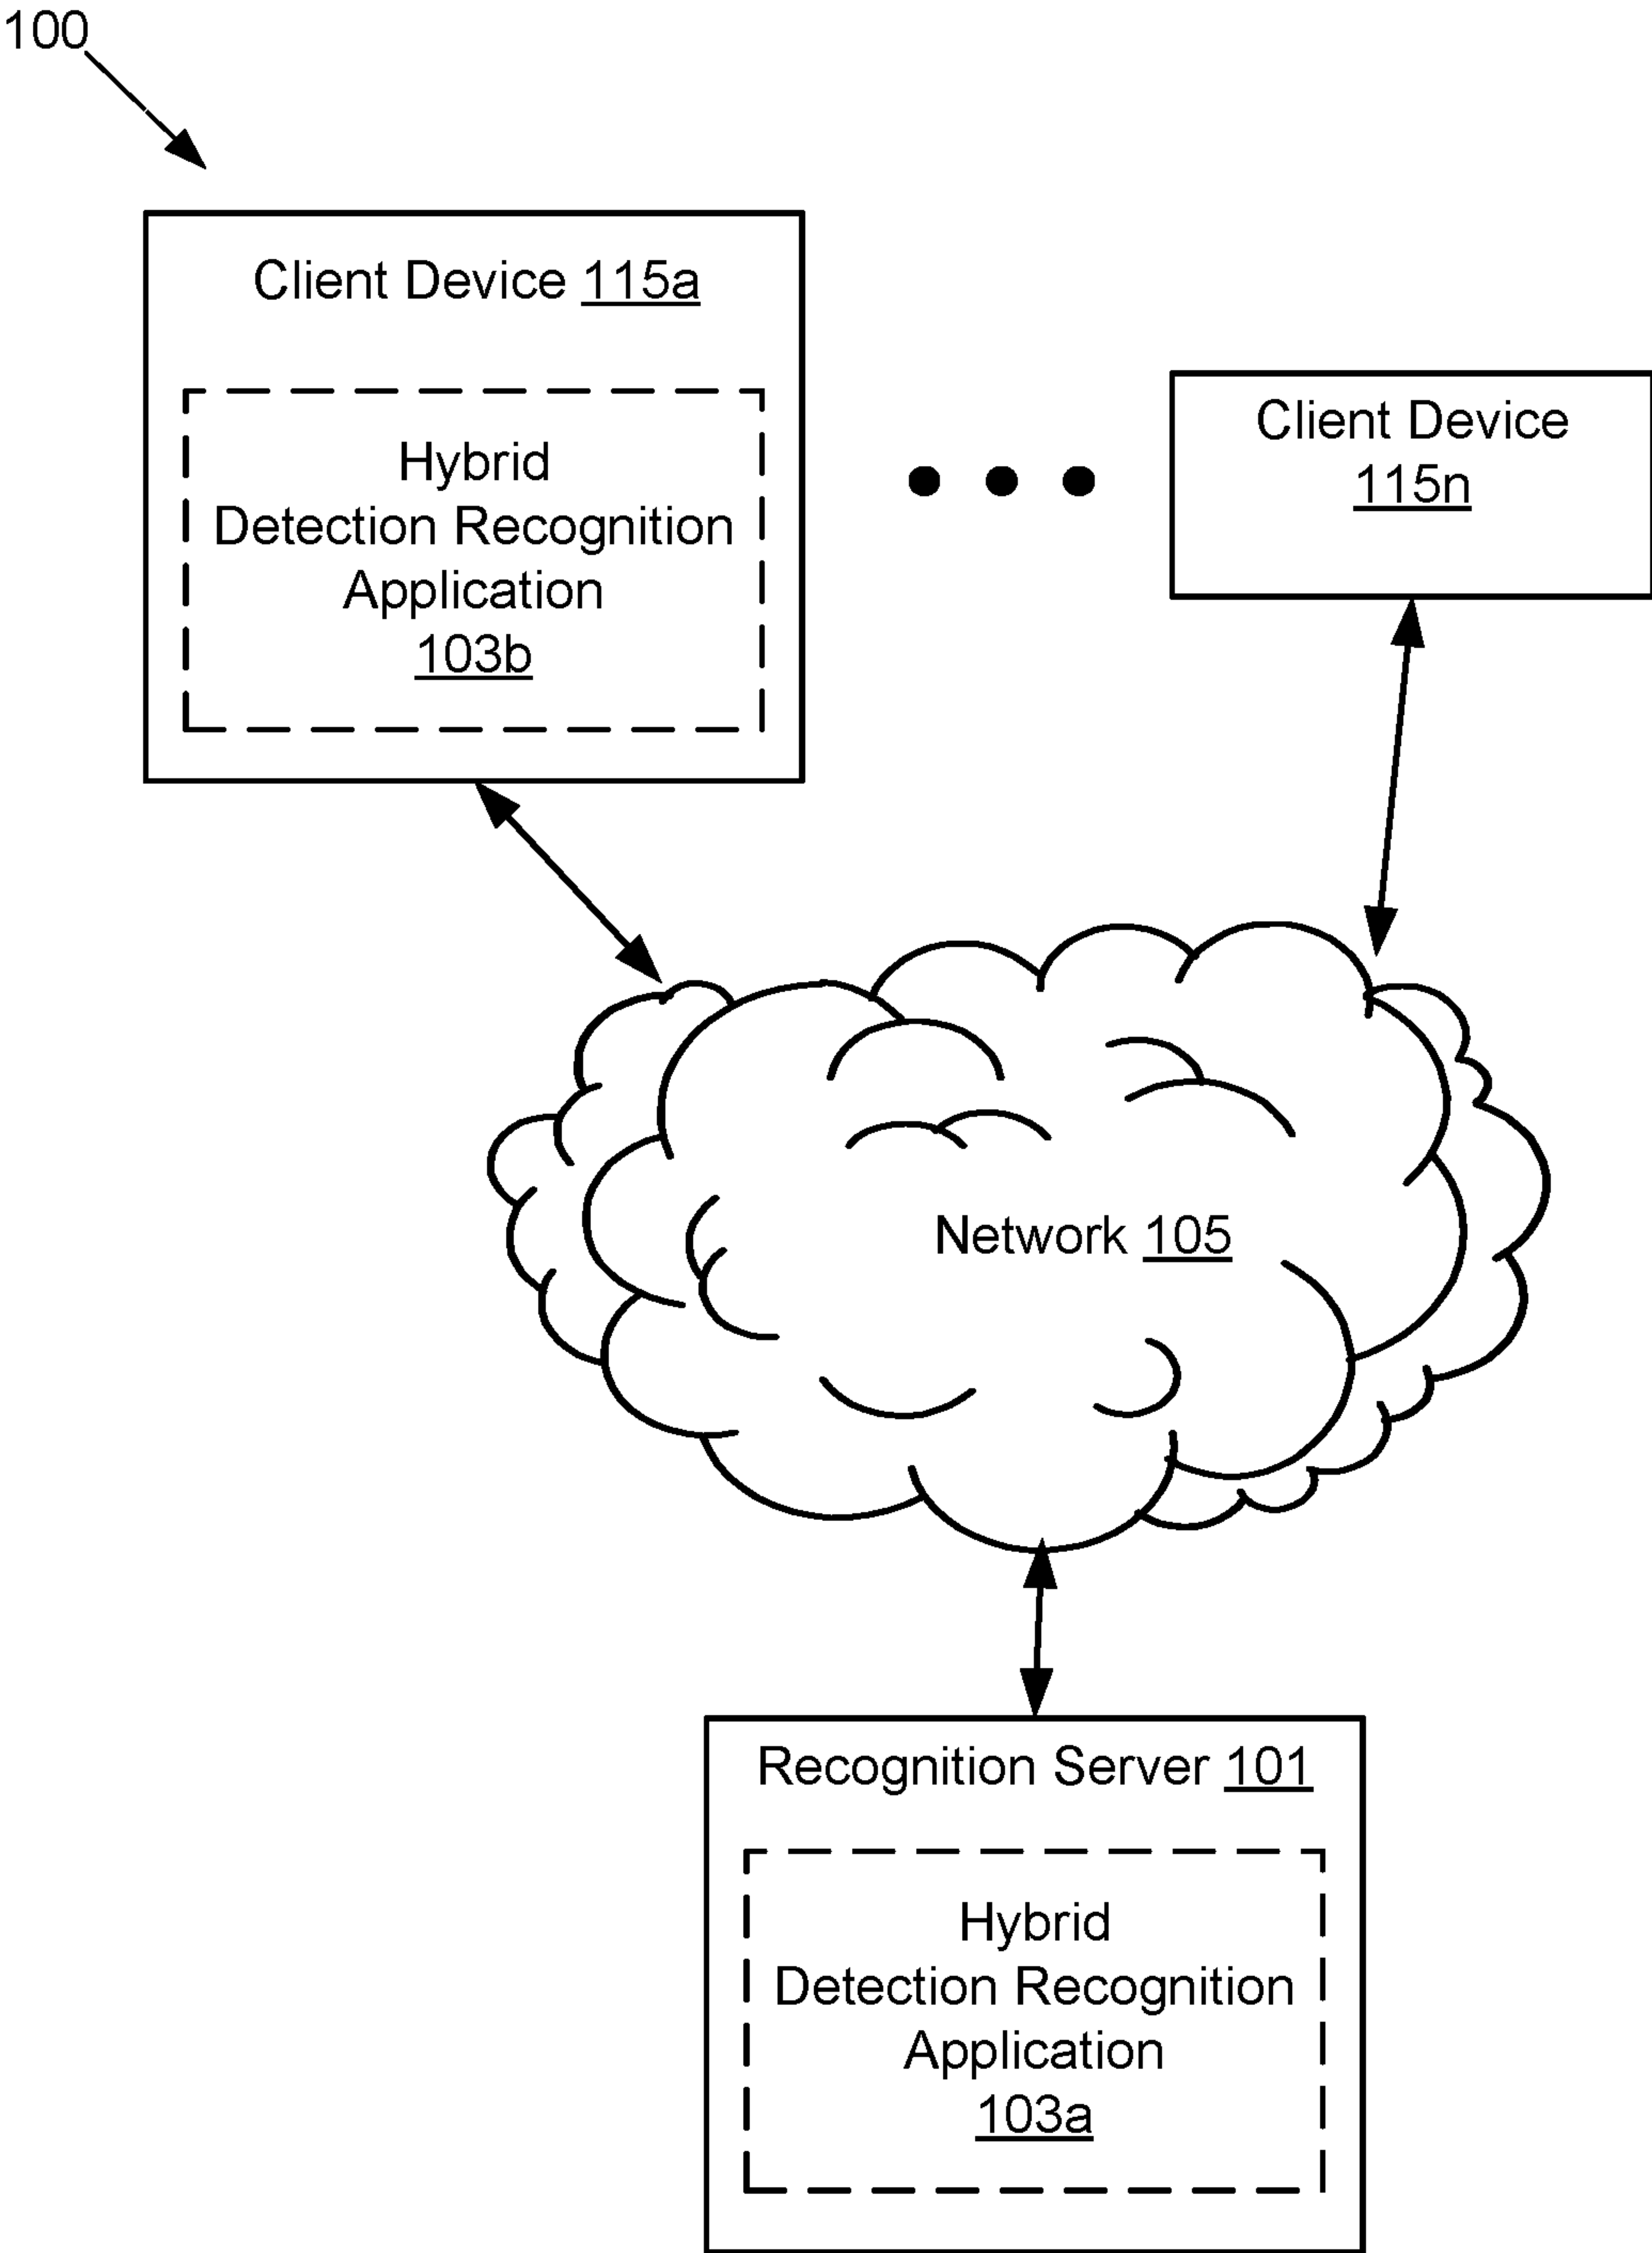 100
Client Device 115a
Hybrid
Detection Recognition
Application
103b
Client Device
115n
Network 105
Recognition Server 101
Hybrid
Detection Recognition
Application
103a